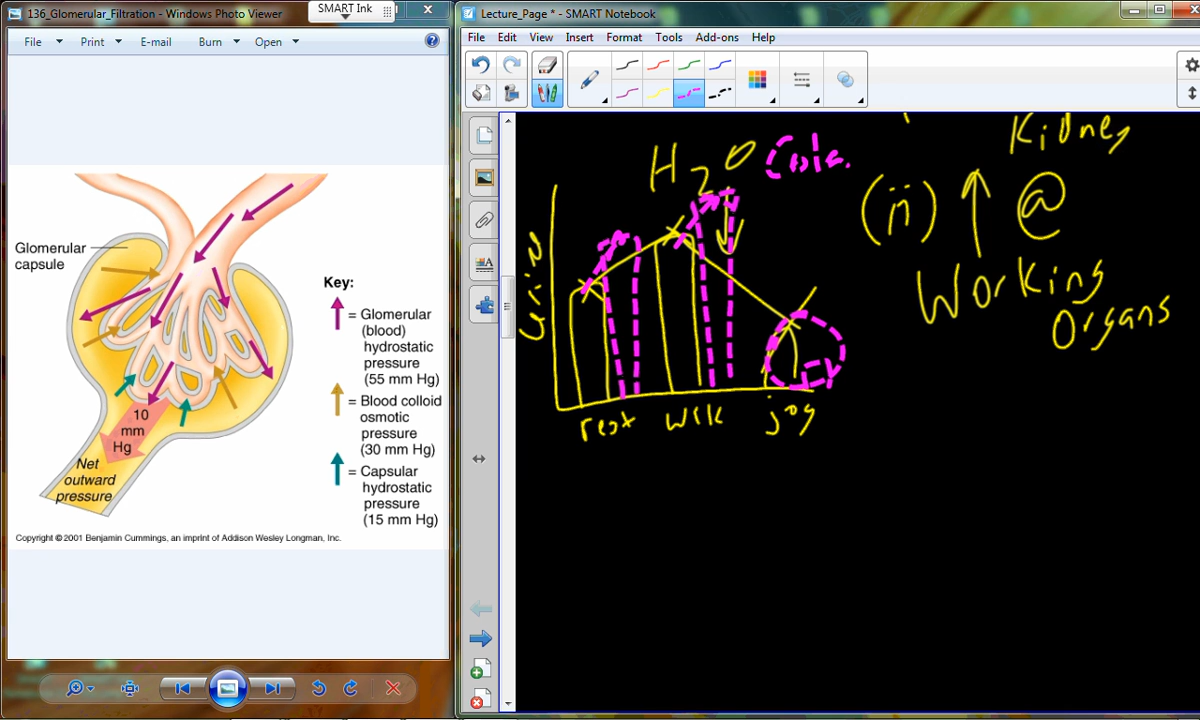 136_Glomerular_Filtration - Windows Photo Viewer
SMART Ink
File Print E-mail Burn Open
Glomerular
capsule
10
mm
Hg
Net
outward
pressure
Key:
= Glomerular
(blood)
hydrostatic
pressure
(55 mm Hg)
= Blood colloid
osmotic
pressure
(30 mm Hg)
= Capsular
hydrostatic
pressure
(15 mm Hg)
Copyright © 2001 Benjamin Cummings, an imprint of Addison Wesley Longman, Inc.
Lecture_Page * - SMART Notebook
File Edit View Insert Format Tools Add-ons Help
H2O
Kidney
(ii) ↑ @
Working
Organs
rest walk jog